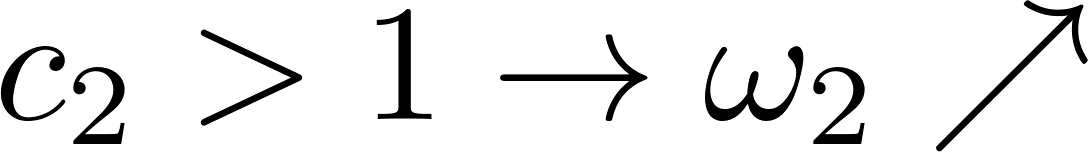 c₂ > 1 → ω₂ ↗